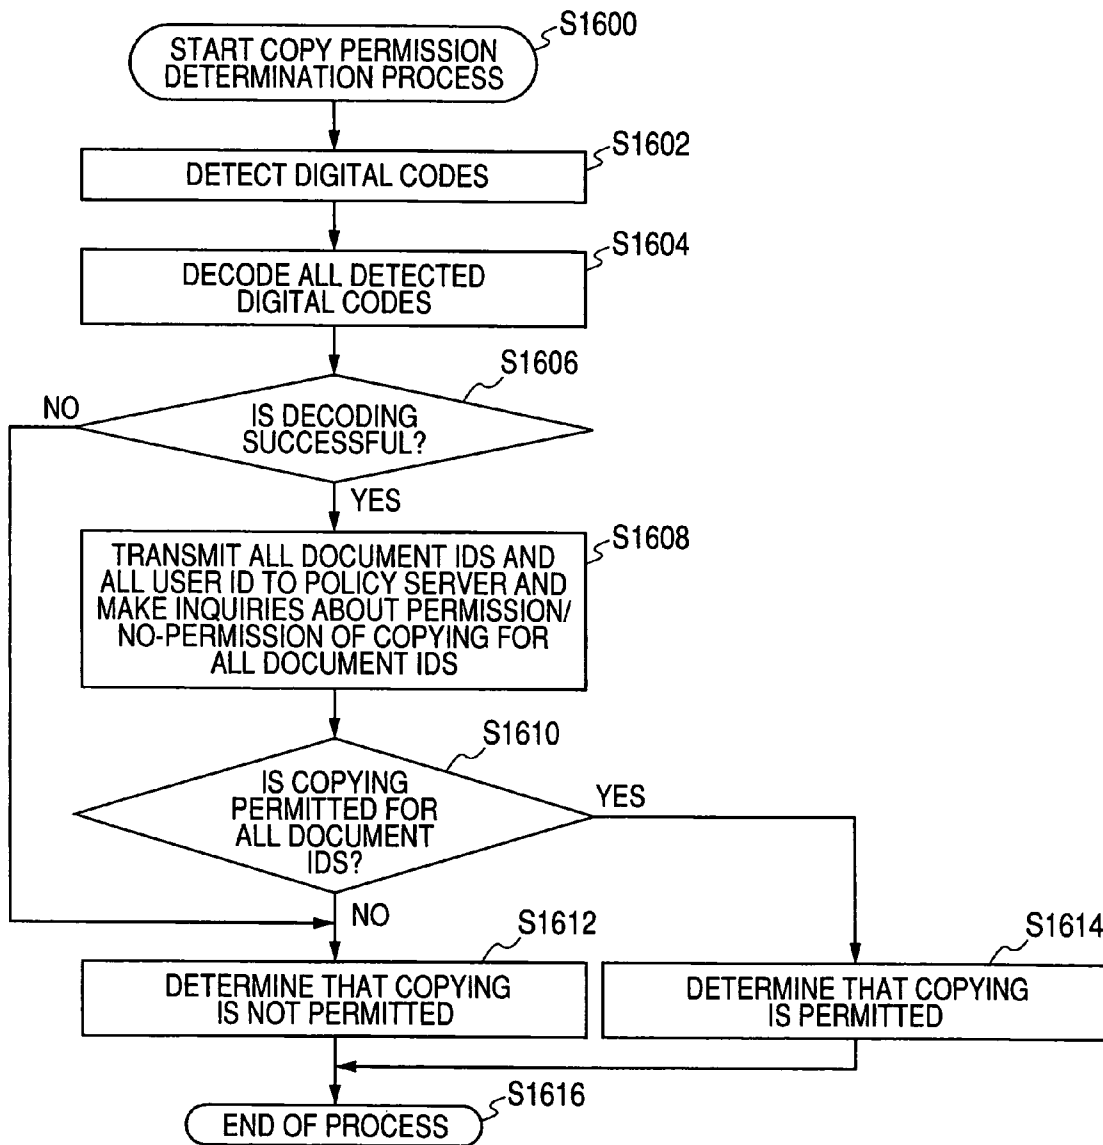 S1600
START COPY PERMISSION
DETERMINATION PROCESS
S1602
DETECT DIGITAL CODES
S1604
DECODE ALL DETECTED
DIGITAL CODES
S1606
NO
IS DECODING
SUCCESSFUL?
YES
S1608
TRANSMIT ALL DOCUMENT IDS AND
ALL USER ID TO POLICY SERVER AND
MAKE INQUIRIES ABOUT PERMISSION/
NO-PERMISSION OF COPYING FOR
ALL DOCUMENT IDS
S1610
IS COPYING
PERMITTED FOR
ALL DOCUMENT
IDS?
YES
NO
S1612
DETERMINE THAT COPYING
IS NOT PERMITTED
S1614
DETERMINE THAT COPYING
IS PERMITTED
S1616
END OF PROCESS